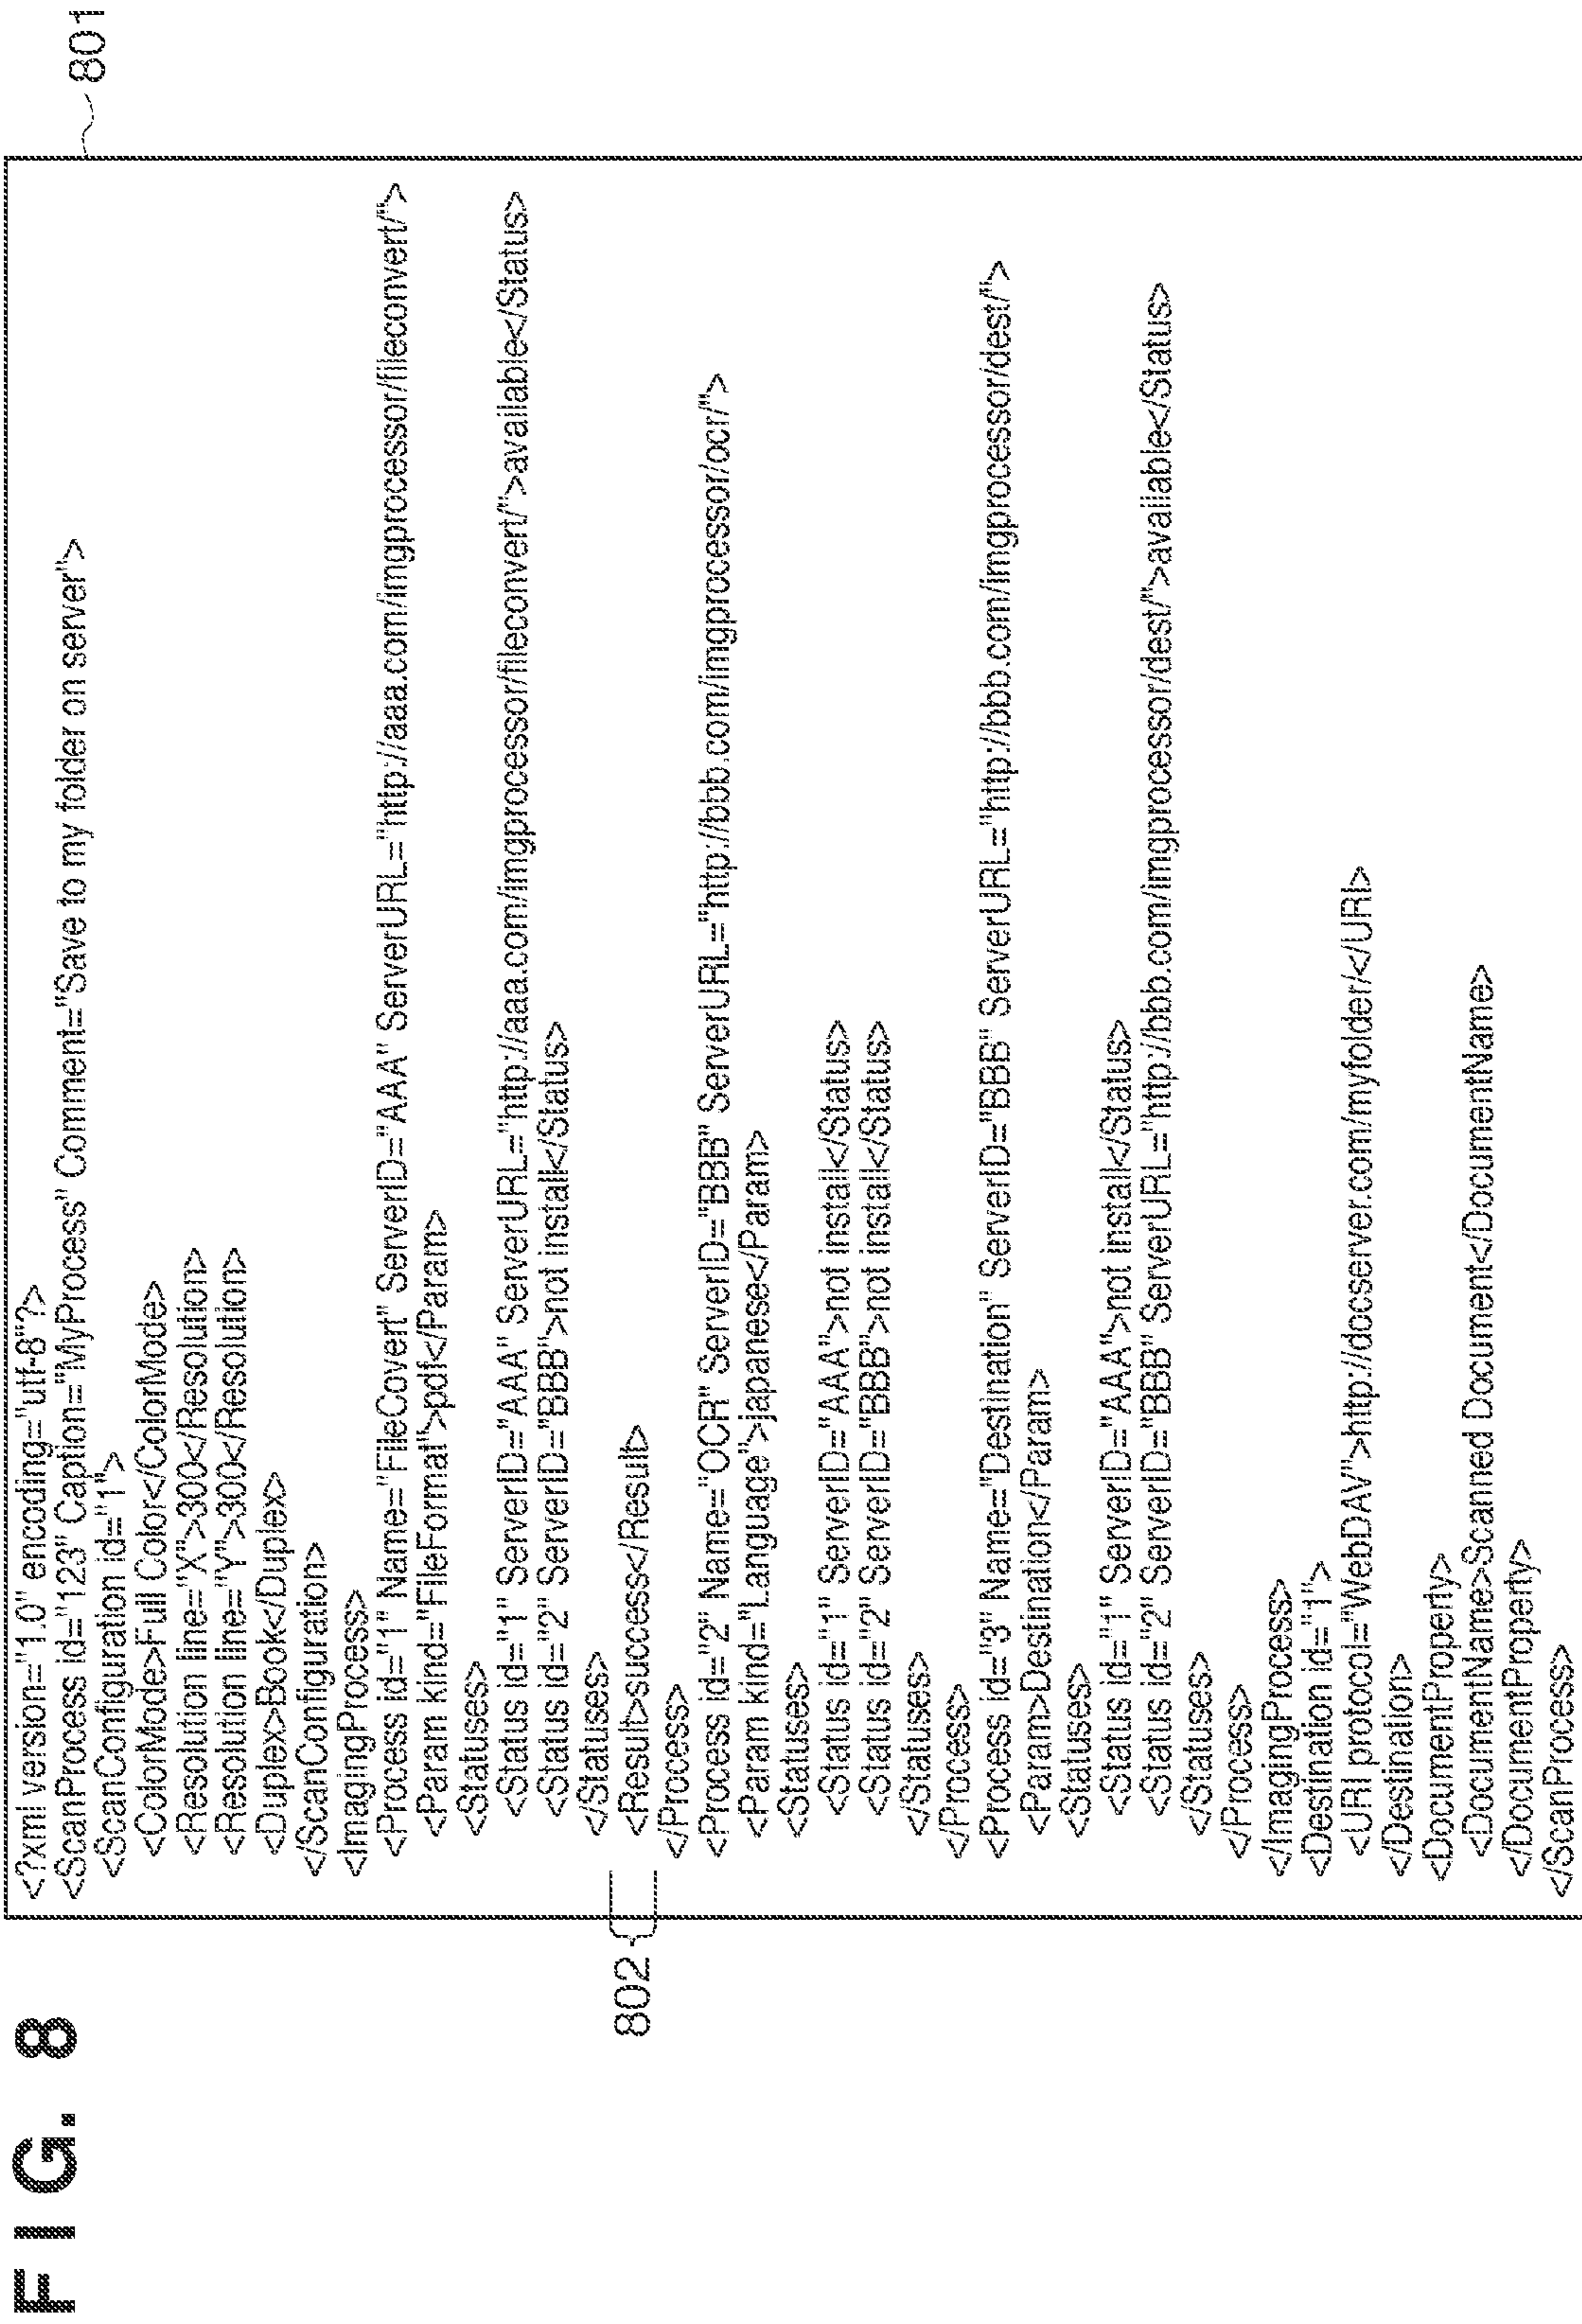 FIG. 8
801
<?xml version="1.0" encoding="utf-8"?>
<ScanProcess id="123" Caption="MyProcess" Comment="Save to my folder on server">
<ScanConfiguration id="1">
<ColorMode>Full Color</ColorMode>
<Resolution line="X">300</Resolution>
<Resolution line="Y">300</Resolution>
<Duplex>Book</Duplex>
</ScanConfiguration>
<ImagingProcess>
<Process id="1" Name="FileCovert" ServerID="AAA" ServerURL="http://aaa.com/imgprocessor/fileconvert/">
<Param kind="FileFormat">pdf</Param>
<Statuses>
<Status id="1" ServerID="AAA" ServerURL="http://aaa.com/imgprocessor/fileconvert/">available</Status>
<Status id="2" ServerID="BBB">not install</Status>
</Statuses>
802
<Result>success</Result>
</Process>
<Process id="2" Name="OCR" ServerID="BBB" ServerURL="http://bbb.com/imgprocessor/ocr/">
<Param kind="Language">japanese</Param>
<Statuses>
<Status id="1" ServerID="AAA">not install</Status>
<Status id="2" ServerID="BBB">not install</Status>
</Statuses>
</Process>
<Process id="3" Name="Destination" ServerID="BBB" ServerURL="http://bbb.com/imgprocessor/dest/">
<Param>Destination</Param>
<Statuses>
<Status id="1" ServerID="AAA">not install</Status>
<Status id="2" ServerID="BBB" ServerURL="http://bbb.com/imgprocessor/dest/">available</Status>
</Statuses>
</Process>
</ImagingProcess>
<Destination id="1">
<URI protocol="WebDAV">http://docserver.com/myfolder/</URI>
</Destination>
<DocumentProperty>
<DocumentName>Scanned Document</DocumentName>
</DocumentProperty>
</ScanProcess>